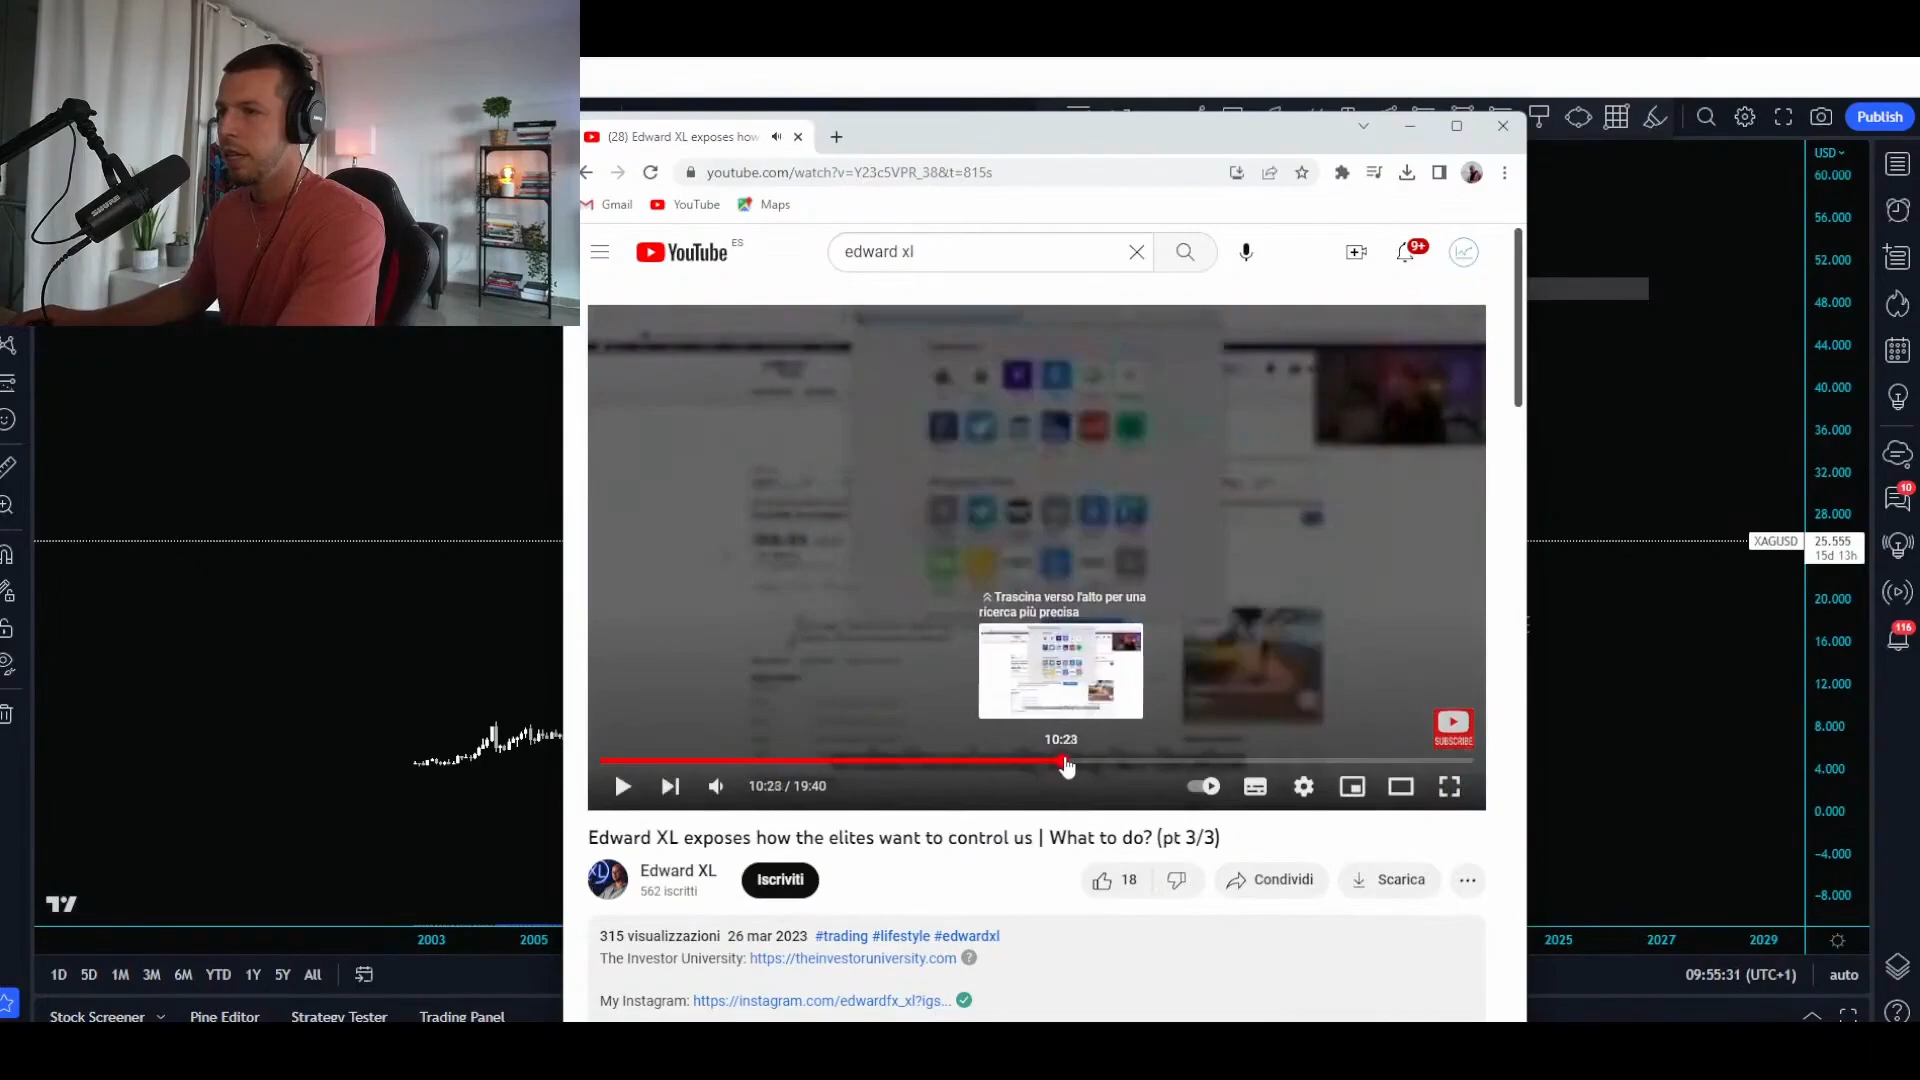 (28) Edward XL exposes how
youtube.com/watch?v=Y23c5VPR_38&t=815s
Gmail
YouTube
Maps
YouTube
ES
edward xl
9+
Publish
Trascina verso l'alto per una
ricerca più precisa
10:23
SUBSCRIBE
10:23 / 19:40
Edward XL exposes how the elites want to control us | What to do? (pt 3/3)
Edward XL
562 iscritti
Iscriviti
18
Condividi
Scarica
315 visualizzazioni 26 mar 2023 #trading #lifestyle #edwardxl
The Investor University: https://theinvestoruniversity.com
My Instagram: https://instagram.com/edwardfx_xl?igs...
USD
60.000
56.000
52.000
48.000
44.000
40.000
36.000
32.000
28.000
XAGUSD
25.555
15d 13h
20.000
16.000
12.000
8.000
4.000
0.000
−4.000
−8.000
10
116
2003
2005
2025
2027
2029
1D
5D
1M
3M
6M
YTD
1Y
5Y
All
09:55:31 (UTC+1)
auto
Stock Screener
Pine Editor
Strategy Tester
Trading Panel
SHURE